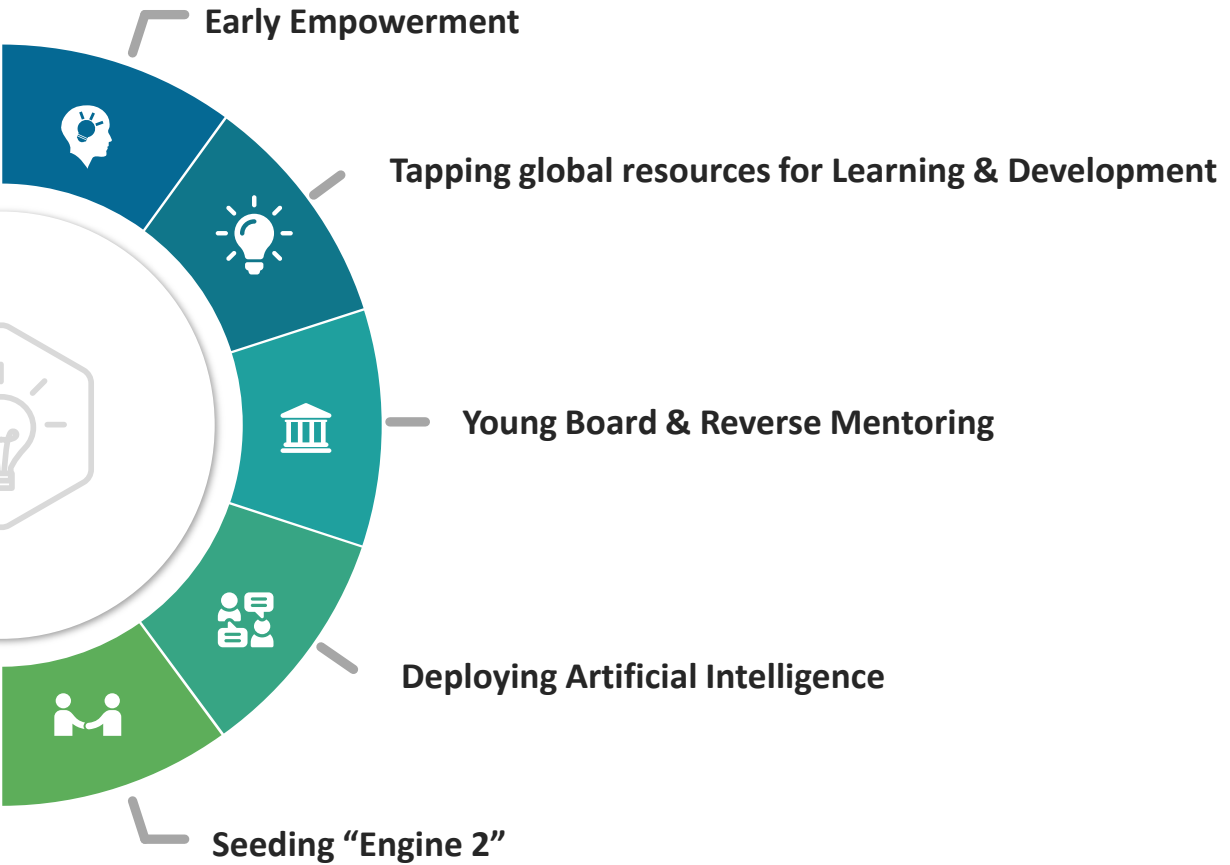 Early Empowerment
Tapping global resources for Learning & Development
Young Board & Reverse Mentoring
Deploying Artificial Intelligence
Seeding “Engine 2”